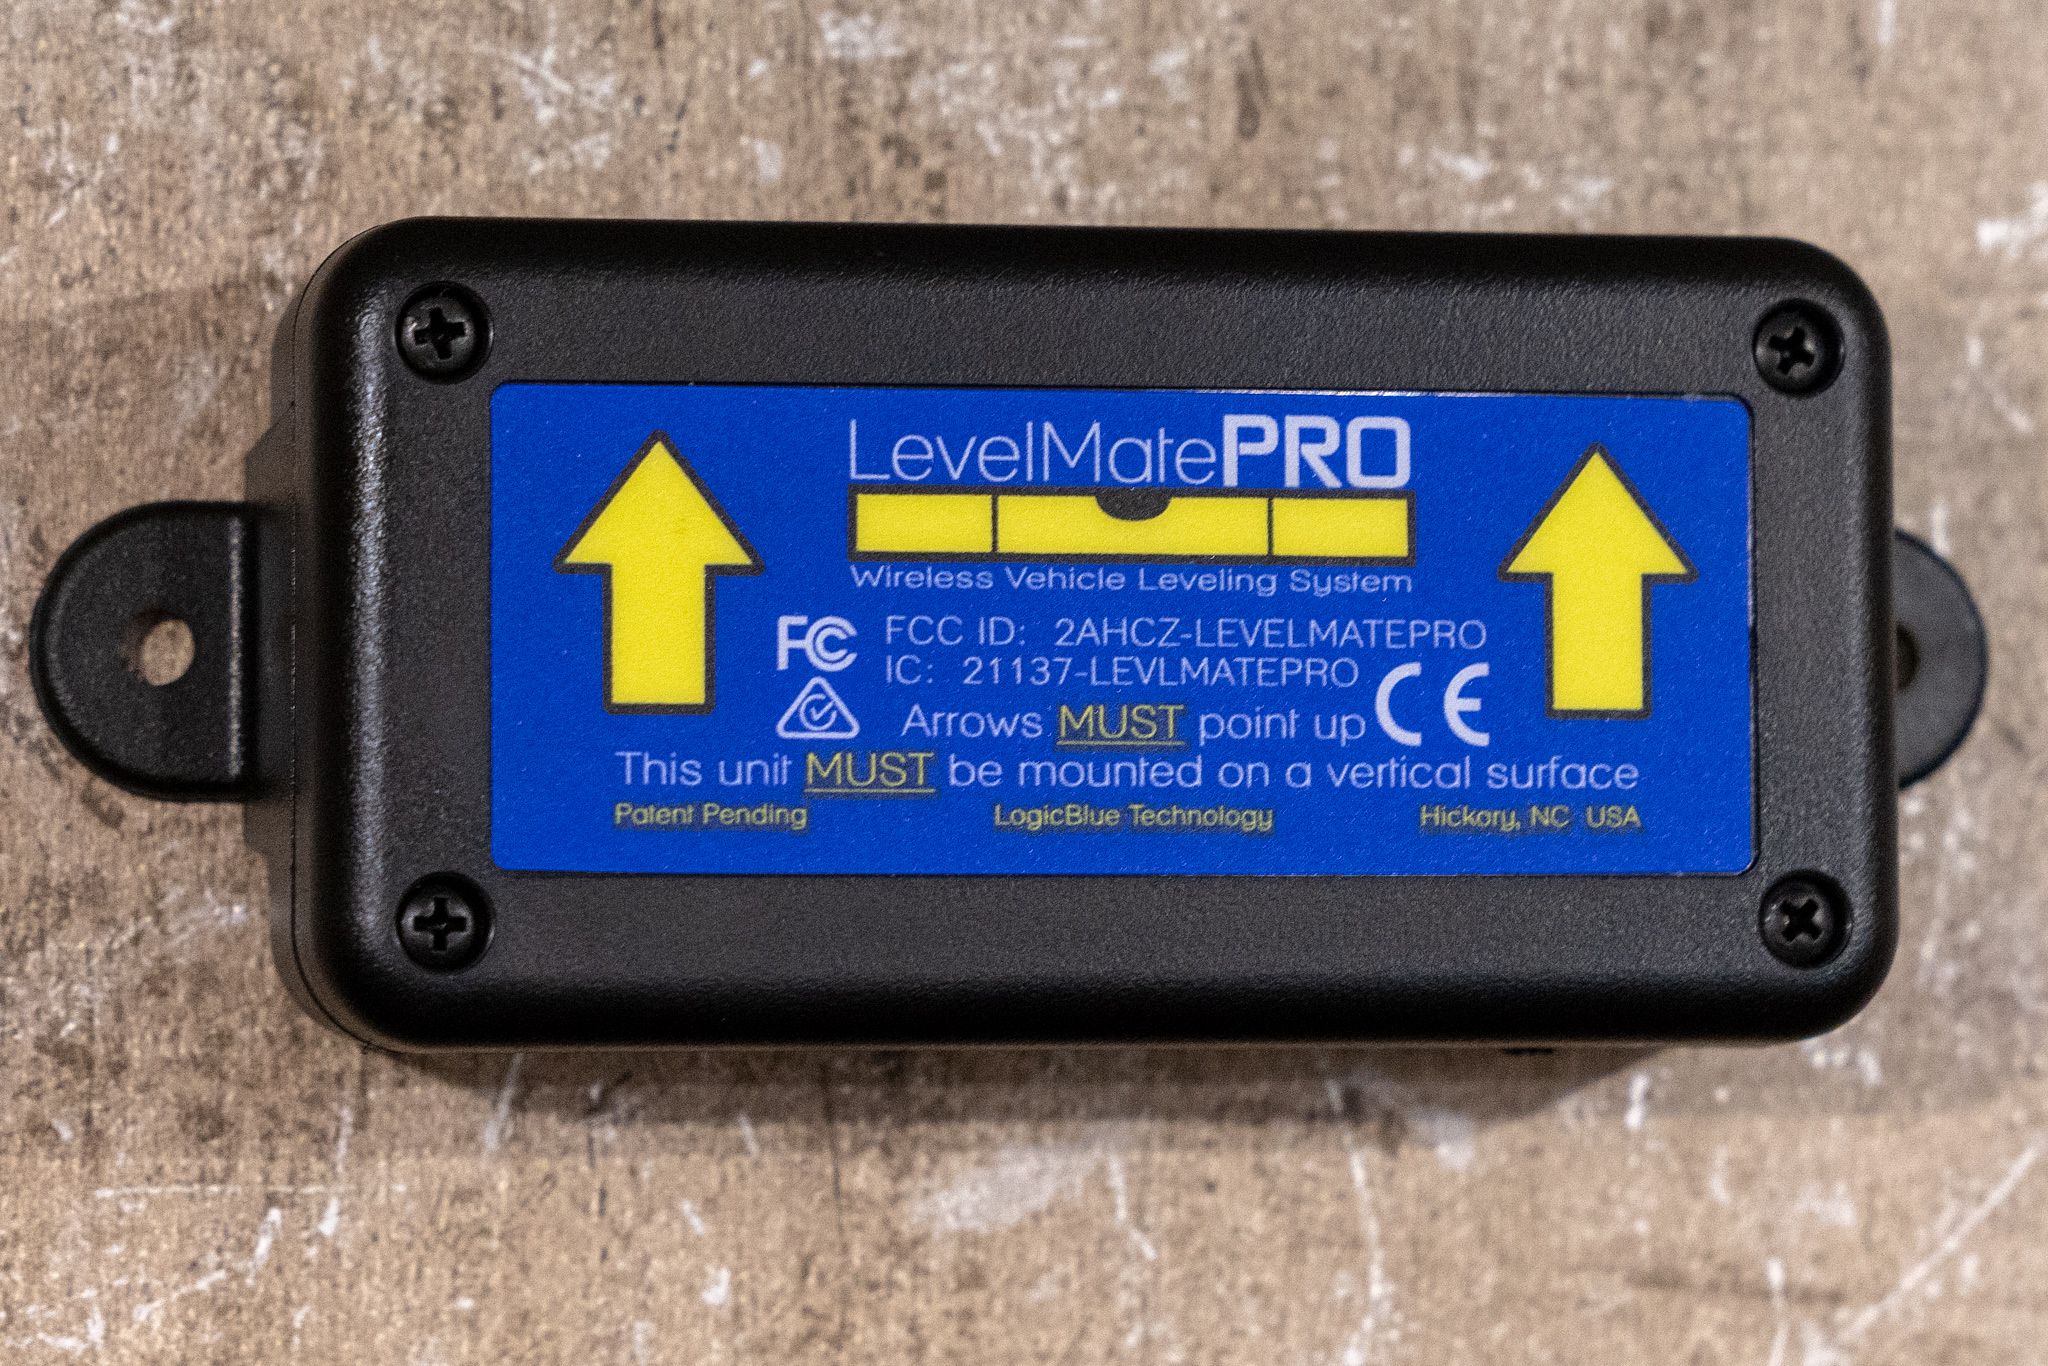 LevelMatePRO
Wireless Vehicle Leveling System
FC FCC ID: 2AHCZ-LEVELMATEPRO
IC: 21137-LEVLMATEPRO
Arrows MUST point up CE
This unit MUST be mounted on a vertical surface
Patent Pending LogicBlue Technology Hickory, NC USA